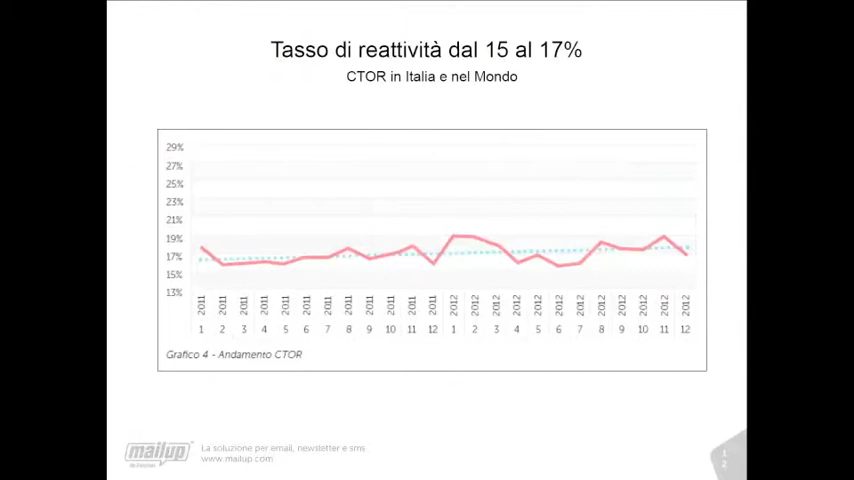 Tasso di reattività dal 15 al 17%
CTOR in Italia e nel Mondo
29%
27%
25%
23%
21%
19%
17%
15%
13%
2011 2011 2011 2011 2011 2011 2011 2011 2011 2011 2011 2011 2012 2012 2012 2012 2012 2012 2012 2012 2012 2012 2012 2012
1 2 3 4 5 6 7 8 9 10 11 12 1 2 3 4 5 6 7 8 9 10 11 12
Grafico 4 - Andamento CTOR
mailup
La soluzione per email, newsletter e sms
www.mailup.com
1
2